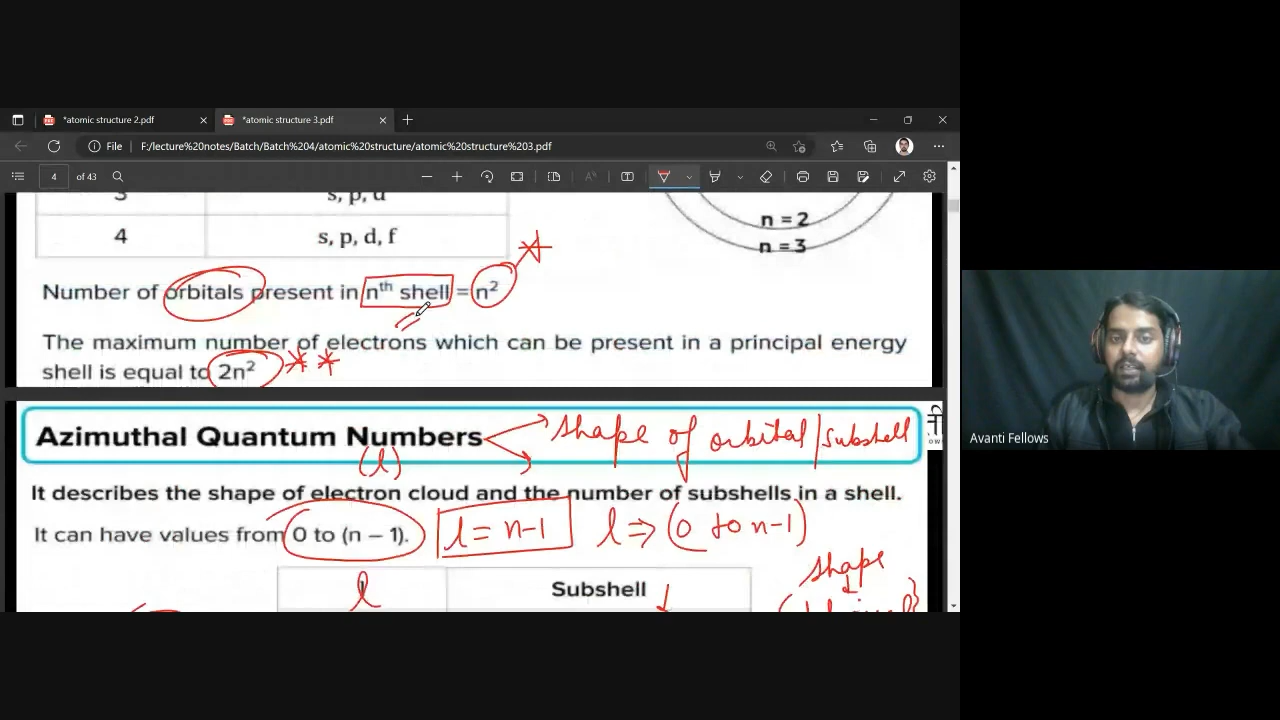 *atomic structure 2.pdf
*atomic structure 3.pdf
File F:/lecture%20notes/Batch/Batch%204/atomic%20structure/atomic%20structure%203.pdf
4 of 43
3 s, p, d
4 s, p, d, f
n = 2
n = 3
Number of orbitals present in nth shell = n²
The maximum number of electrons which can be present in a principal energy
shell is equal to 2n²
Azimuthal Quantum Numbers shape of orbital/subshell
(l)
It describes the shape of electron cloud and the number of subshells in a shell.
It can have values from 0 to (n – 1). l = n-1 l ⇒ (0 to n-1)
shape
l Subshell
Avanti Fellows